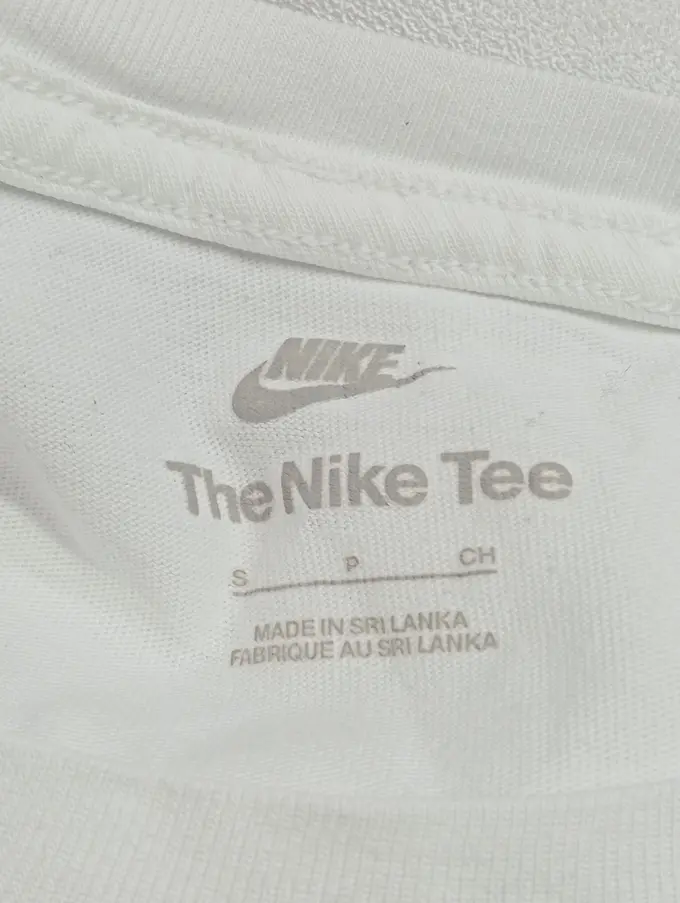 NIKE
The Nike Tee
S P CH
MADE IN SRI LANKA
FABRIQUE AU SRI LANKA